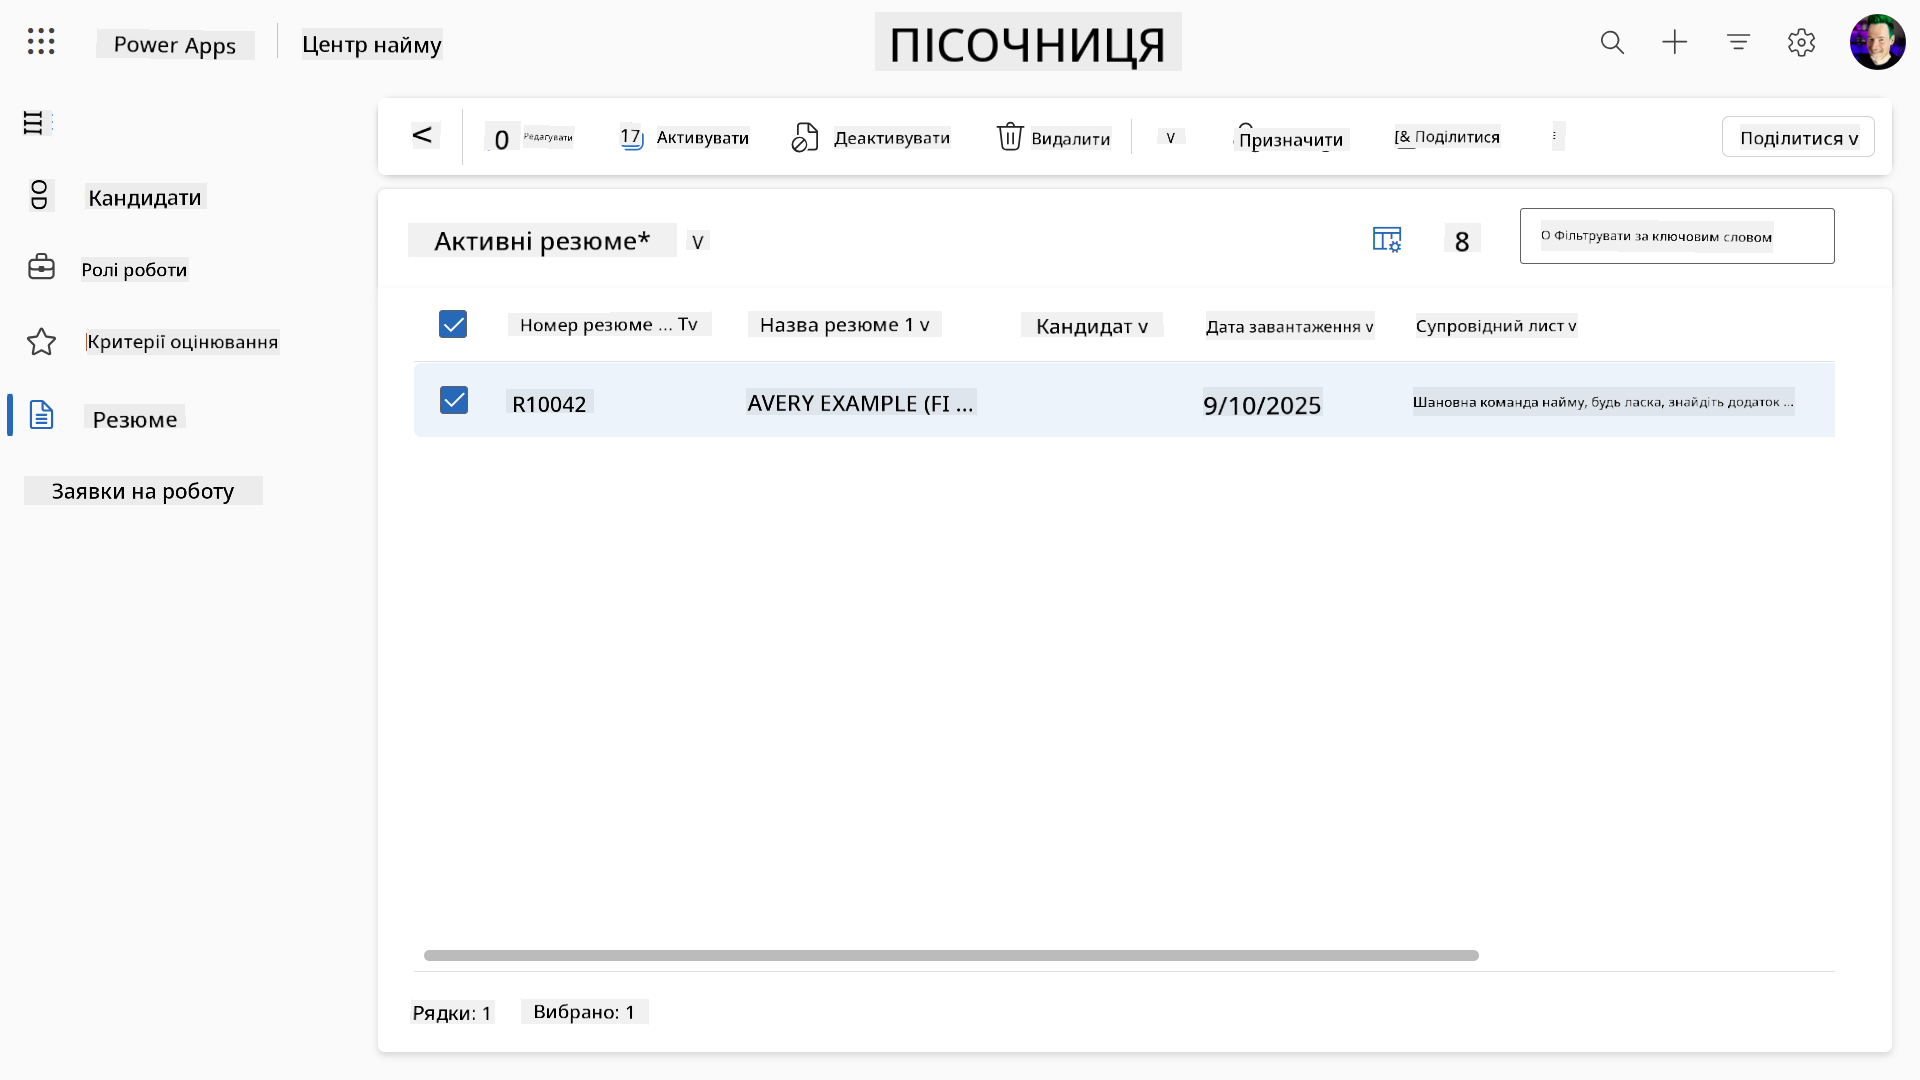 Power Apps
Центр найму
ПІСОЧНИЦЯ
Кандидати
Ролі роботи
Критерії оцінювання
Резюме
Заявки на роботу
<
0 Редагувати
17 Активувати
Деактивувати
Видалити
v
Призначити
[& Поділитися
Поділитися v
Активні резюме* v
8
О Фільтрувати за ключовим словом
Номер резюме ... Tv
Назва резюме 1 v
Кандидат v
Дата завантаження v
Супровідний лист v
R10042
AVERY EXAMPLE (FI ...
9/10/2025
Шановна команда найму, будь ласка, знайдіть додаток ...
Рядки: 1
Вибрано: 1